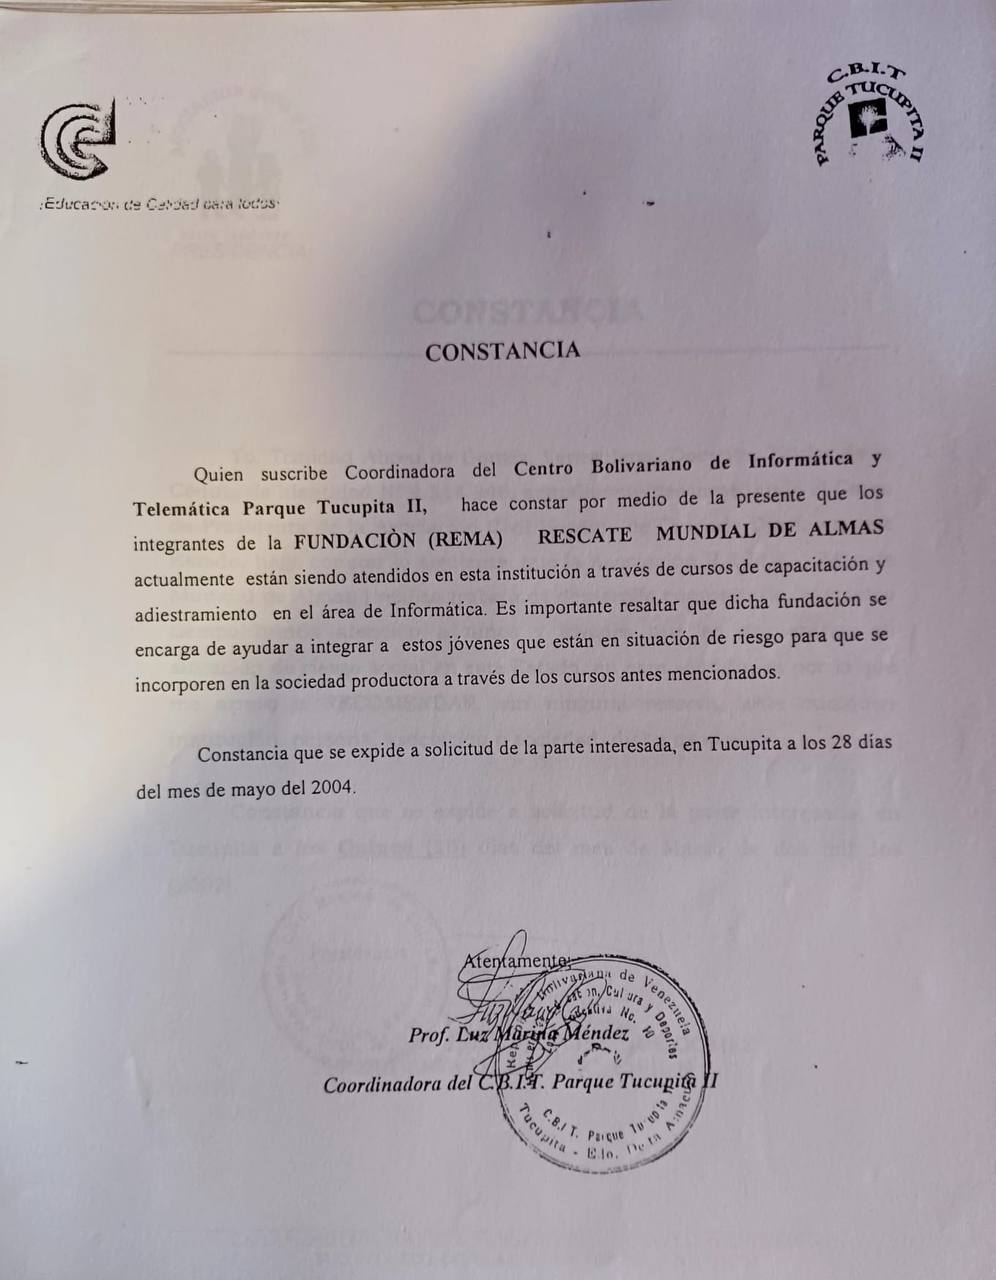 C.B.I.T
PARQUE TUCUPITA II
Educación de Calidad para todos
CONSTANCIA
Quien suscribe Coordinadora del Centro Bolivariano de Informática y
Telemática Parque Tucupita II, hace constar por medio de la presente que los
integrantes de la FUNDACIÒN (REMA) RESCATE MUNDIAL DE ALMAS
actualmente están siendo atendidos en esta institución a través de cursos de capacitación y
adiestramiento en el área de Informática. Es importante resaltar que dicha fundación se
encarga de ayudar a integrar a estos jóvenes que están en situación de riesgo para que se
incorporen en la sociedad productora a través de los cursos antes mencionados.
Constancia que se expide a solicitud de la parte interesada, en Tucupita a los 28 días
del mes de mayo del 2004.
Atentamente,
Prof. Luz Marina Méndez
Coordinadora del C.B.I.T. Parque Tucupita II
Bolivariana de Venezuela
Cultura y Deportes
No. 10
C.B.I T. Parque Tucupita
Tucupita - Edo. Delta Amacuro